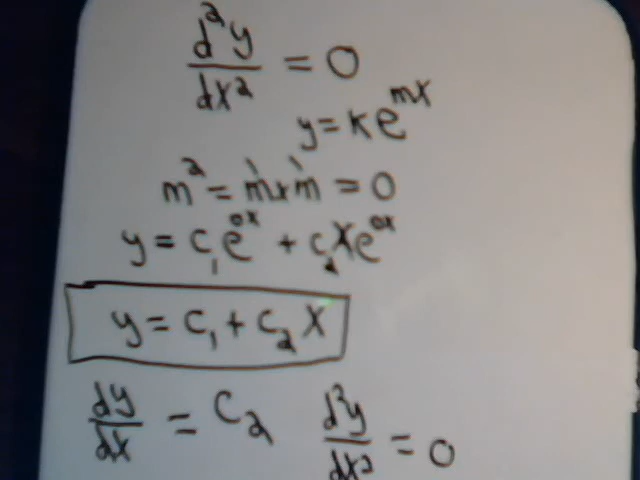 d²y/dx² = 0
y = ke^{mx}
m² = m x m = 0
y = c₁e^{0x} + c₂xe^{0x}
y = c₁ + c₂x
dy/dx = c₂ d²y/dx² = 0